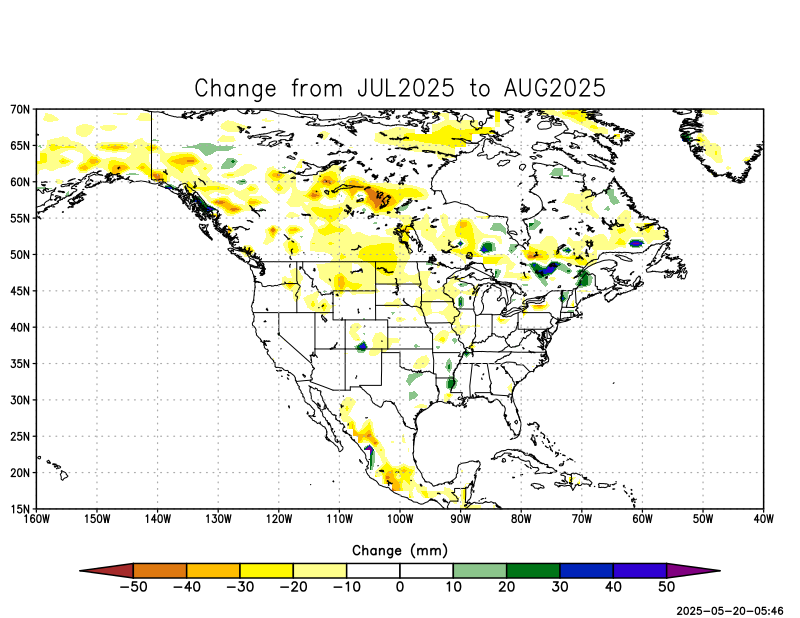 Change from JUL2025 to AUG2025
70N
65N
60N
55N
50N
45N
40N
35N
30N
25N
20N
15N
160W 150W 140W 130W 120W 110W 100W 90W 80W 70W 60W 50W 40W
Change (mm)
−50 −40 −30 −20 −10 0 10 20 30 40 50
2025-05-20-05:46